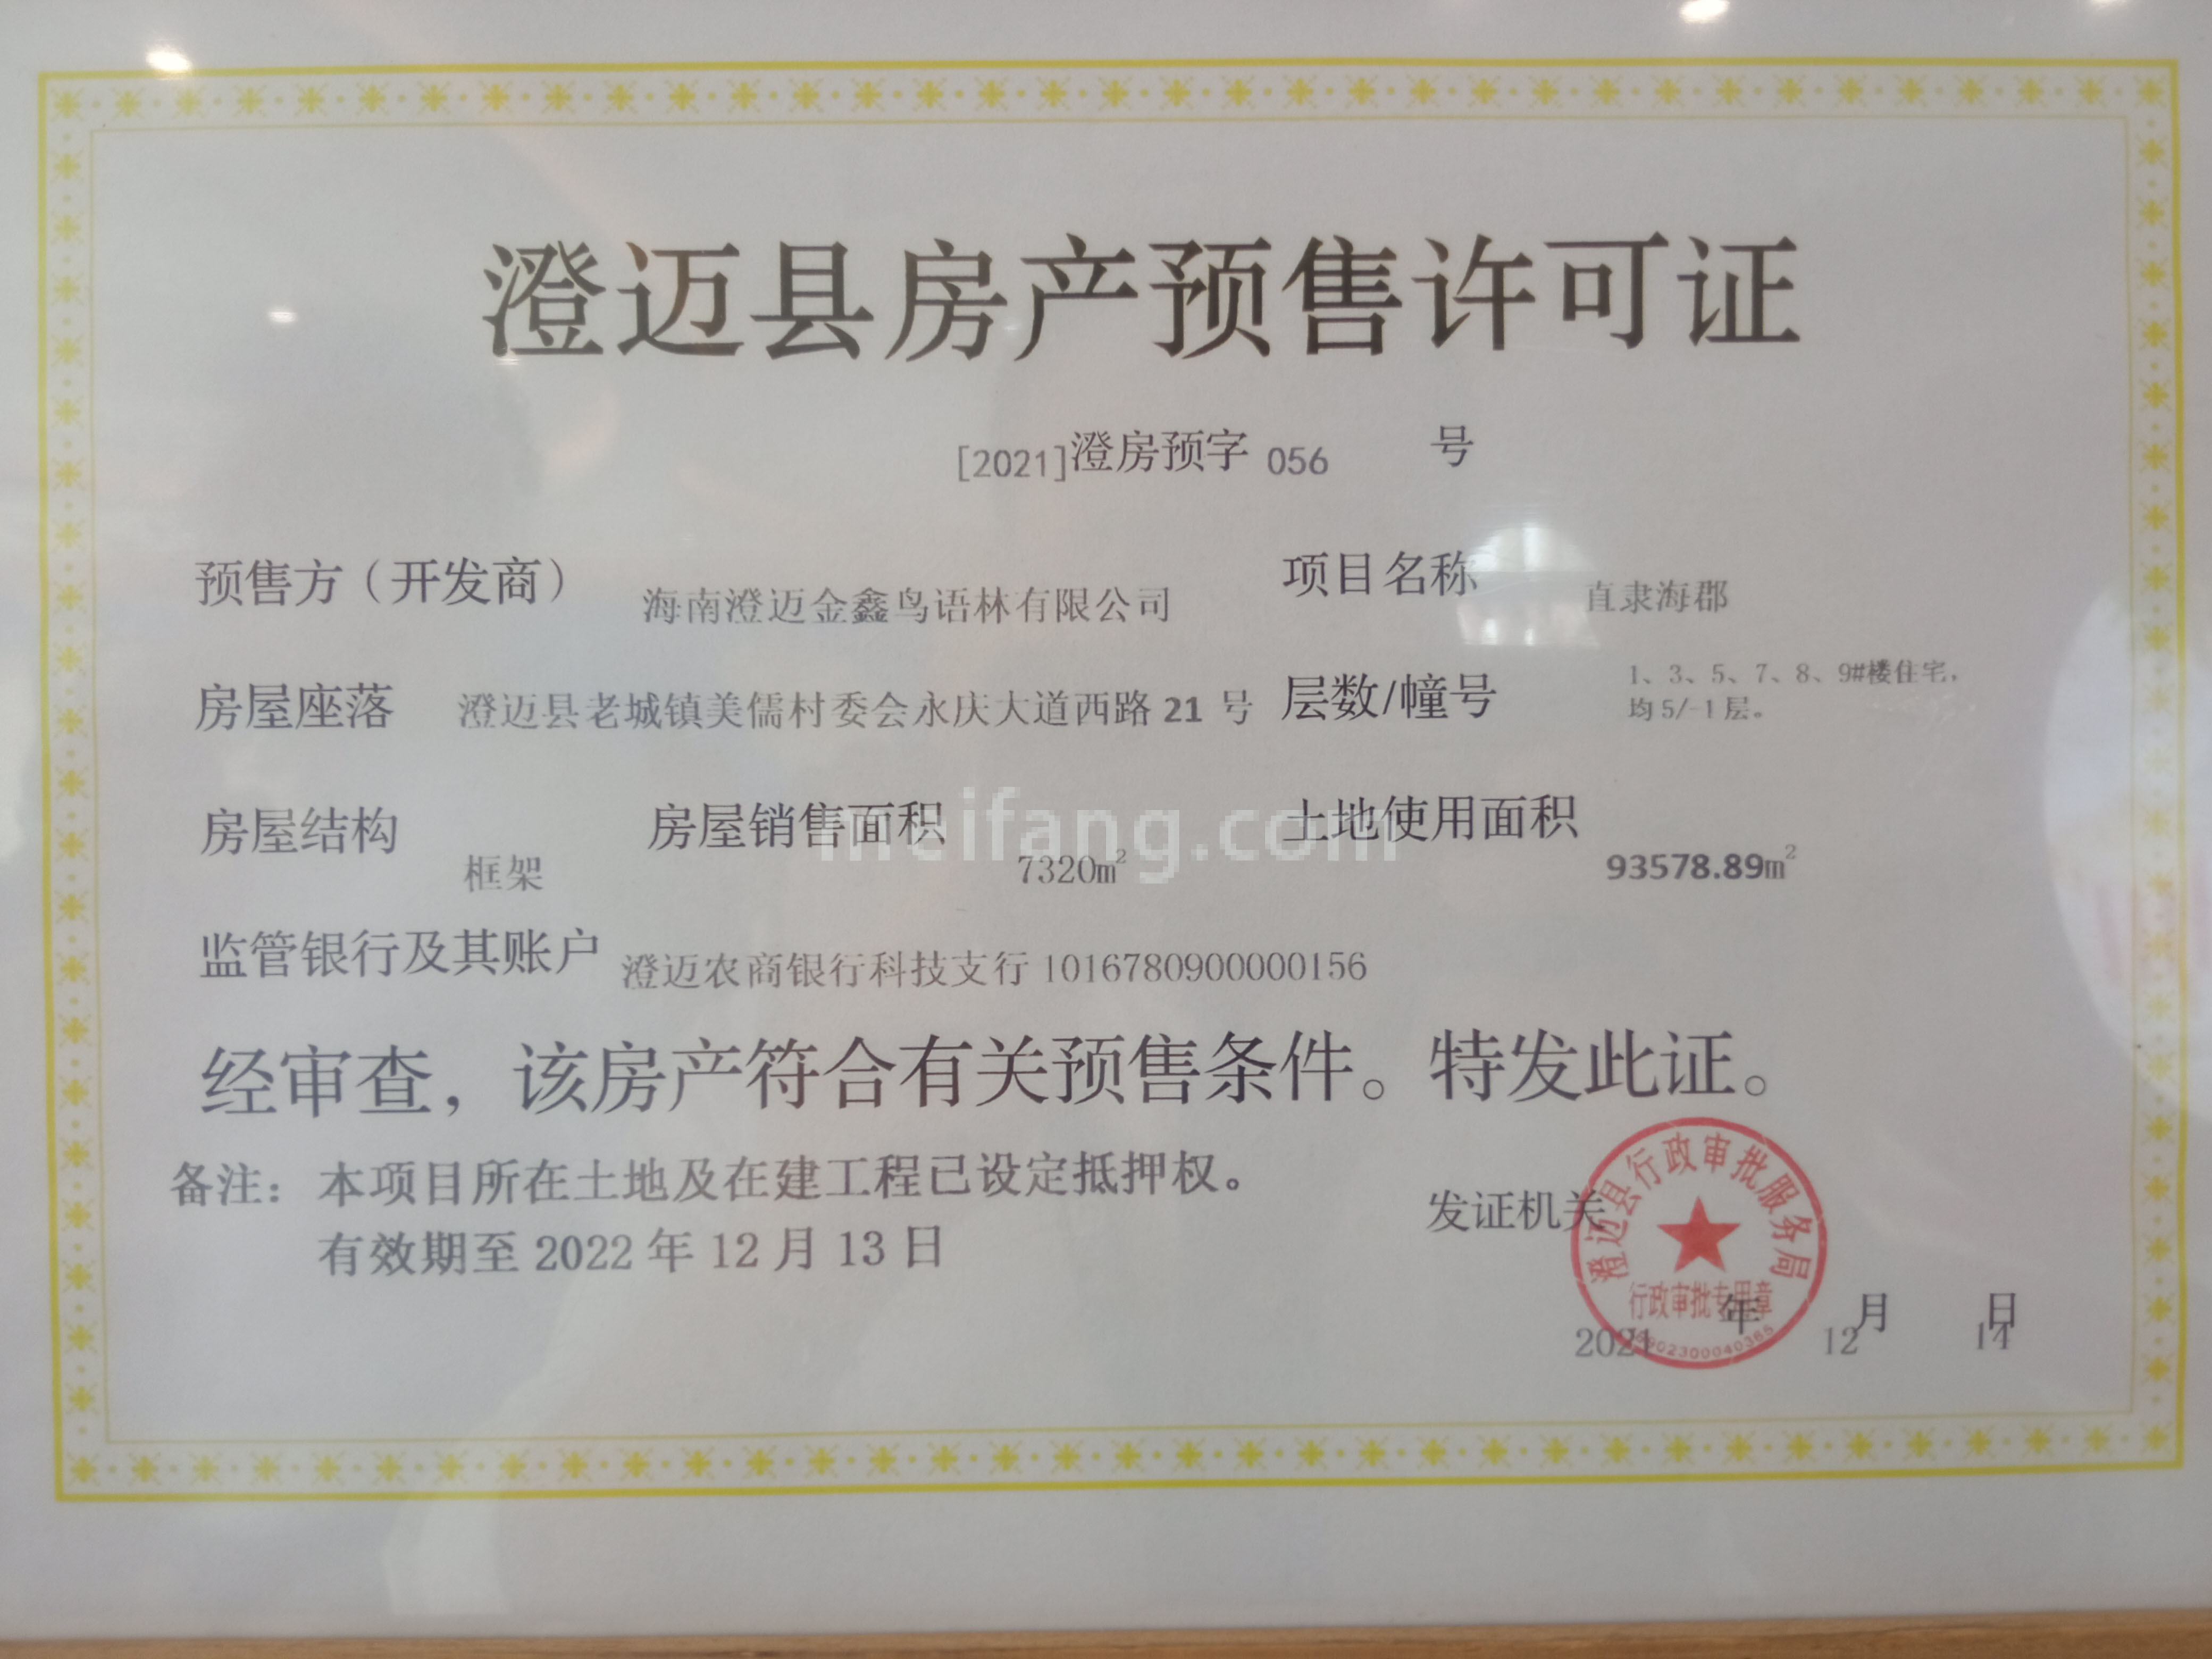 澄迈县房产预售许可证
[2021]澄房预字 056 号
预售方（开发商） 海南澄迈金鑫鸟语林有限公司 项目名称 直隶海郡
房屋座落 澄迈县老城镇美儒村委会永庆大道西路 21 号 层数/幢号 1、3、5、7、8、9#楼住宅，
均 5/-1 层。
房屋结构 框架 房屋销售面积 7320㎡ 土地使用面积 93578.89㎡
meifang.com
监管银行及其账户 澄迈农商银行科技支行 1016780900000156
经审查，该房产符合有关预售条件。特发此证。
备注：本项目所在土地及在建工程已设定抵押权。
有效期至 2022 年 12 月 13 日
发证机关
澄迈县行政审批服务局
行政审批专用章
2021 年 12 月 14 日